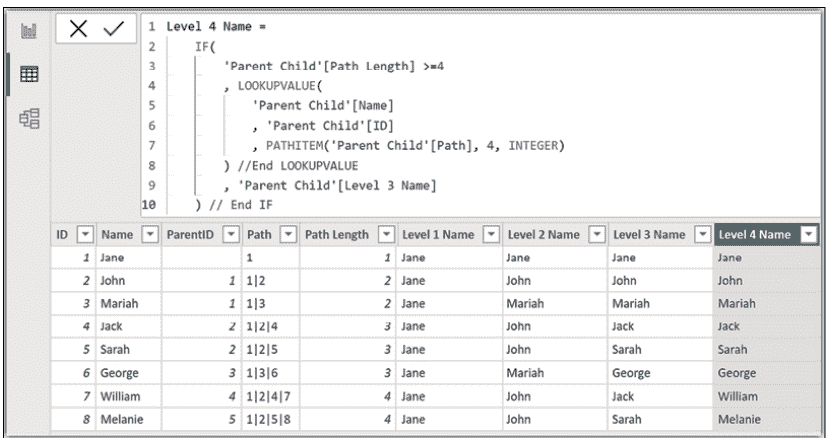 1 Level 4 Name =
2 IF(
3 'Parent Child'[Path Length] >=4
4 , LOOKUPVALUE(
5 'Parent Child'[Name]
6 , 'Parent Child'[ID]
7 , PATHITEM('Parent Child'[Path], 4, INTEGER)
8 ) //End LOOKUPVALUE
9 , 'Parent Child'[Level 3 Name]
10 ) // End IF
ID Name ParentID Path Path Length Level 1 Name Level 2 Name Level 3 Name Level 4 Name
1 Jane 1 1 Jane Jane Jane Jane
2 John 1 1|2 2 Jane John John John
3 Mariah 1 1|3 2 Jane Mariah Mariah Mariah
4 Jack 2 1|2|4 3 Jane John Jack Jack
5 Sarah 2 1|2|5 3 Jane John Sarah Sarah
6 George 3 1|3|6 3 Jane Mariah George George
7 William 4 1|2|4|7 4 Jane John Jack William
8 Melanie 5 1|2|5|8 4 Jane John Sarah Melanie